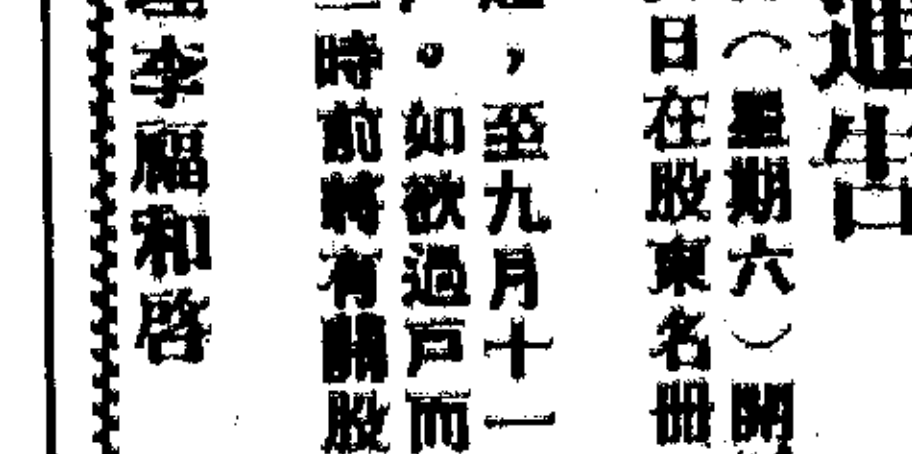 通告
（星期六）開
日在股東名冊
，至九月十一
。如欲過戶而
時前將有關股
李福和啓